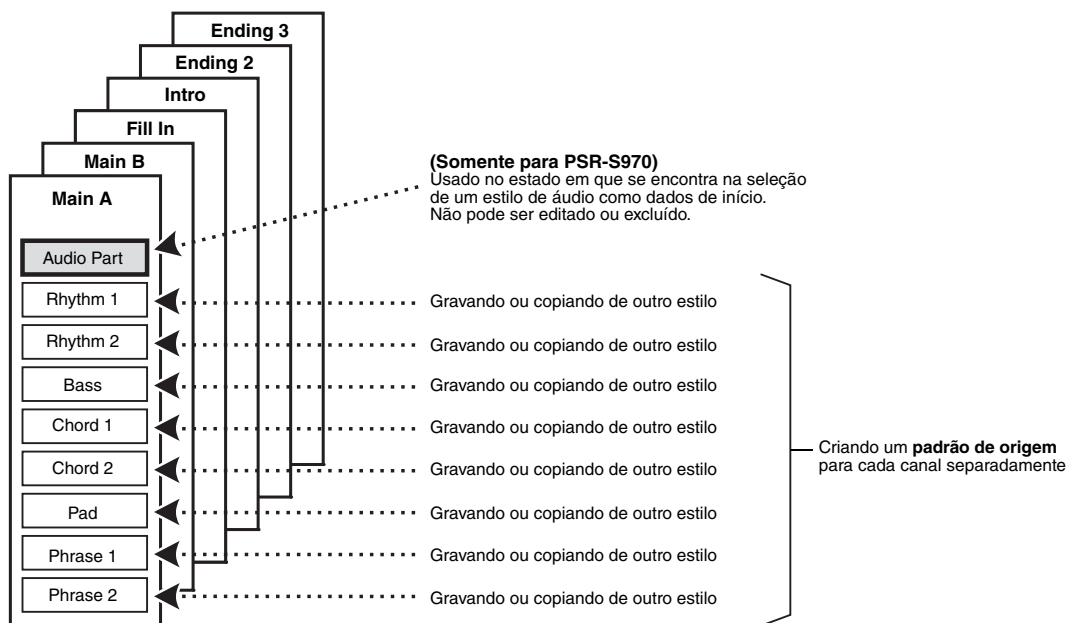 Ending 3
Ending 2
Intro
Fill In
Main B
Main A
(Somente para PSR-S970)
Usado no estado em que se encontra na seleção
de um estilo de áudio como dados de início.
Não pode ser editado ou excluído.
Audio Part
Rhythm 1
Gravando ou copiando de outro estilo
Rhythm 2
Gravando ou copiando de outro estilo
Bass
Gravando ou copiando de outro estilo
Chord 1
Gravando ou copiando de outro estilo
Chord 2
Gravando ou copiando de outro estilo
Pad
Gravando ou copiando de outro estilo
Phrase 1
Gravando ou copiando de outro estilo
Phrase 2
Gravando ou copiando de outro estilo
Criando um padrão de origem
para cada canal separadamente